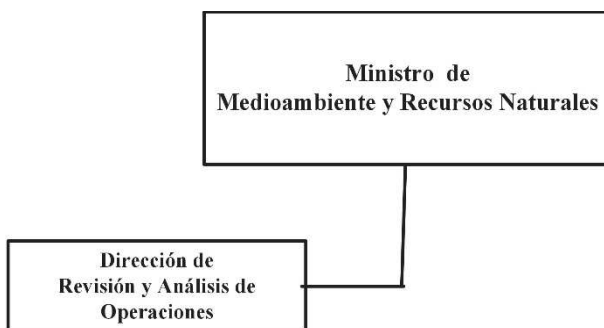 Ministro de
Medioambiente y Recursos Naturales
Dirección de
Revisión y Análisis de
Operaciones